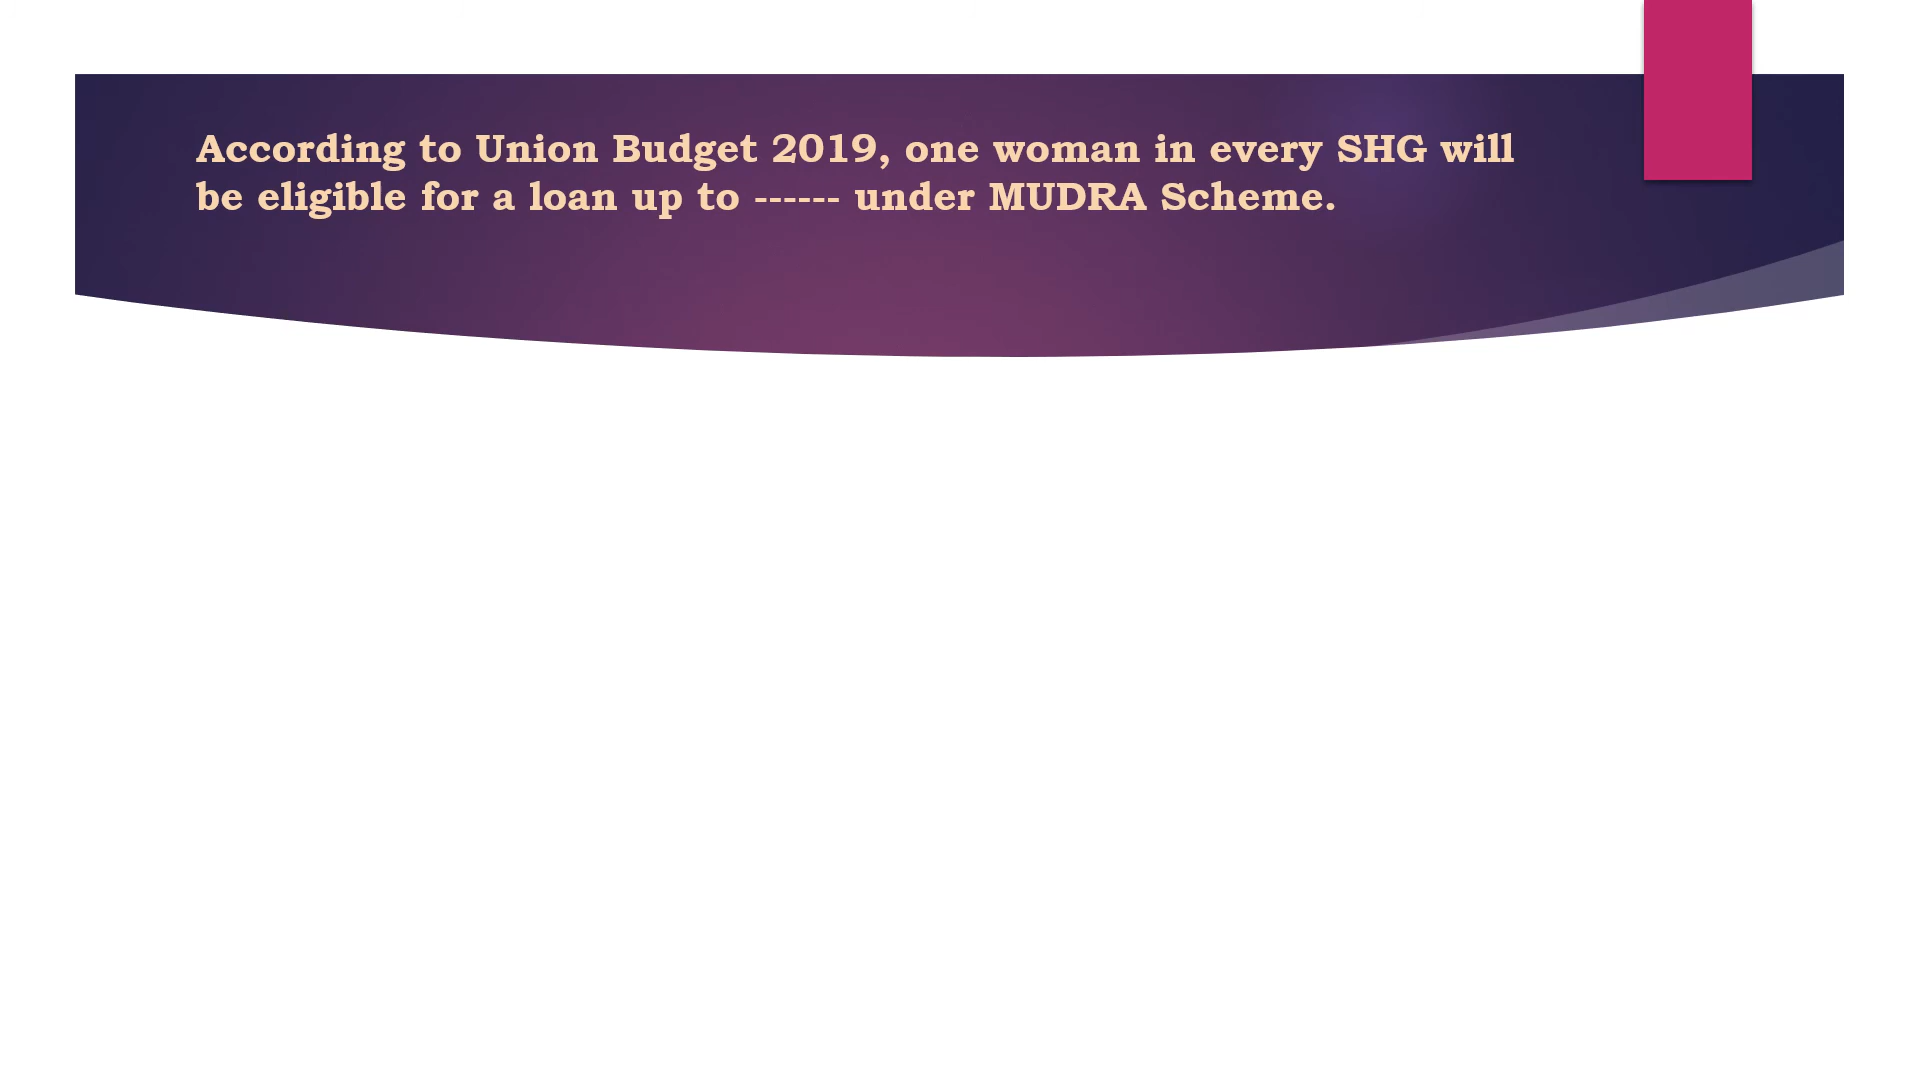 According to Union Budget 2019, one woman in every SHG will
be eligible for a loan up to ------ under MUDRA Scheme.